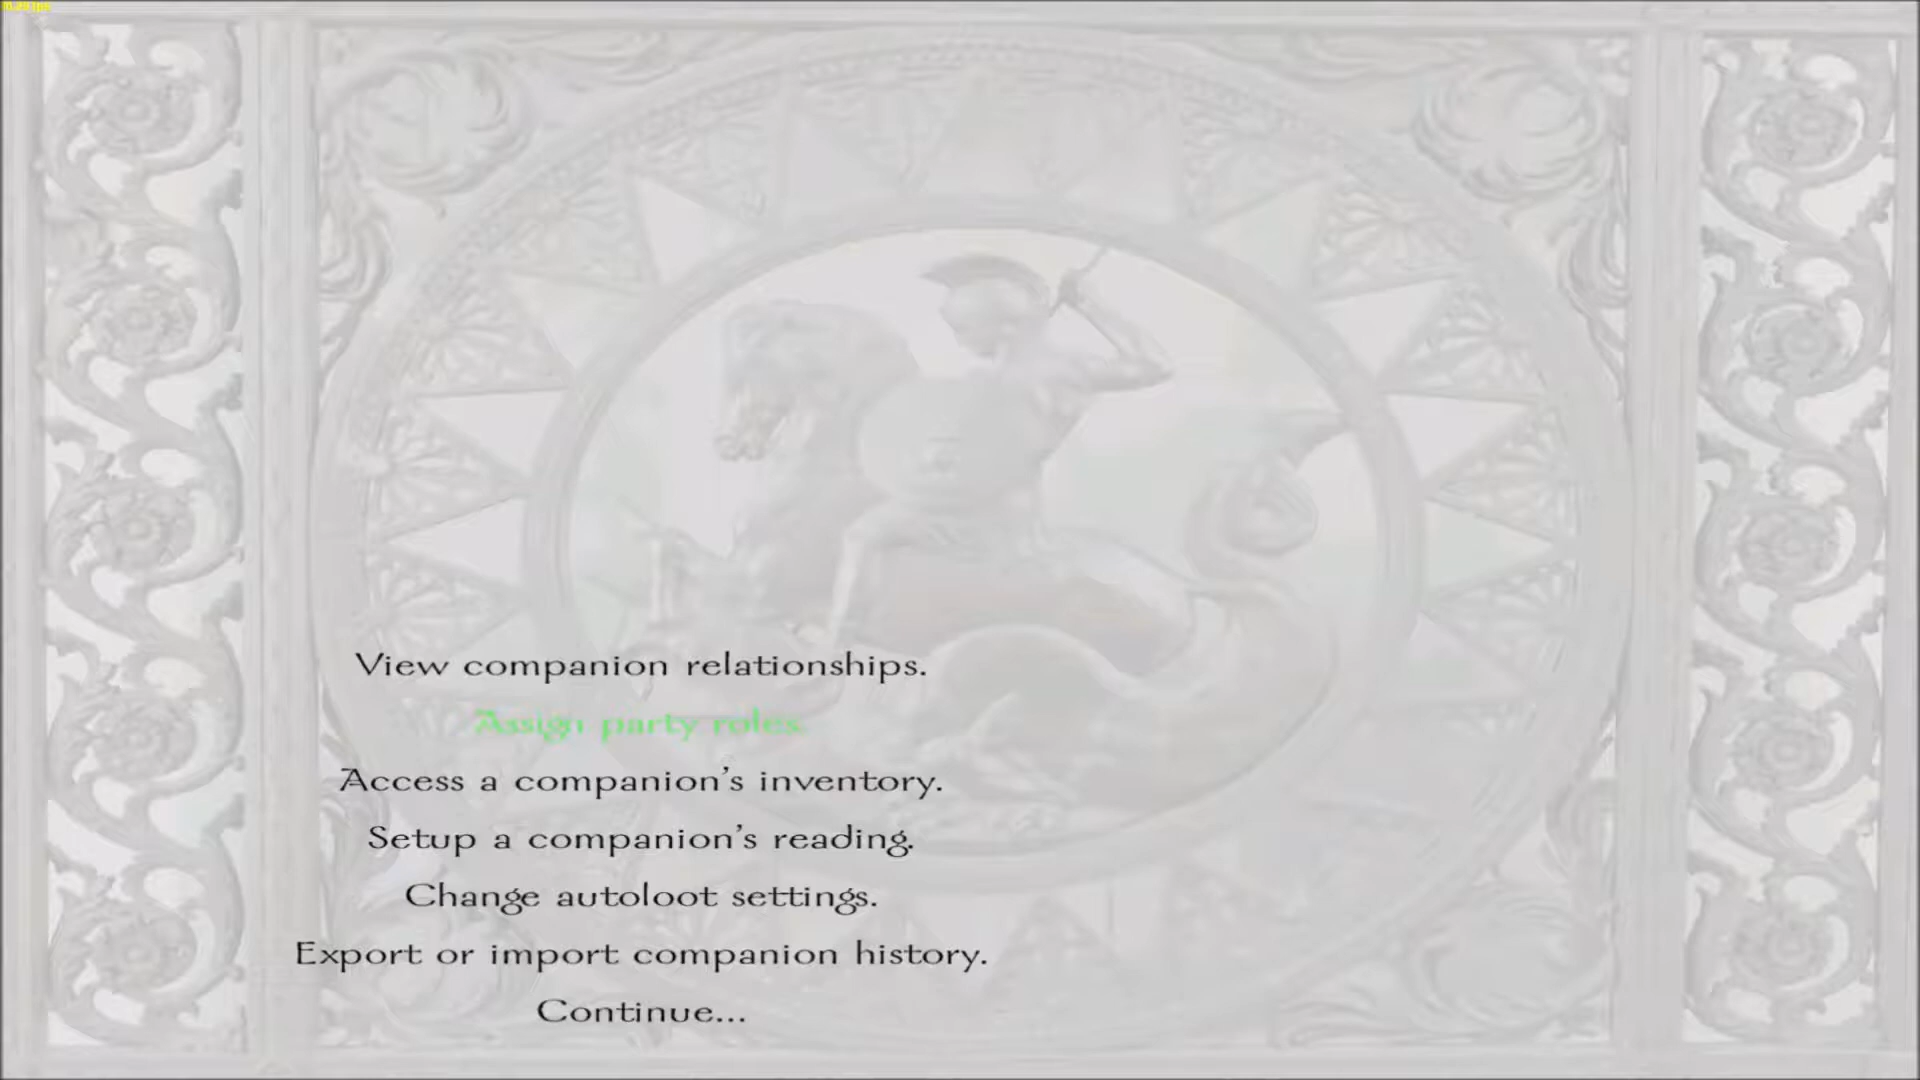 View companion relationships.
Assign party roles.
Access a companion's inventory.
Setup a companion's reading.
Change autoloot settings.
Export or import companion history.
Continue...